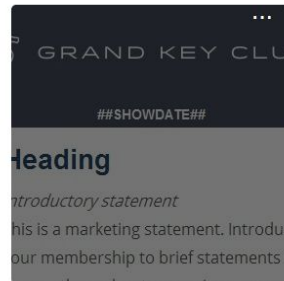 GRAND KEY CLU
##SHOWDATE##
Heading
ntroductory statement
his is a marketing statement. Introdu
our membership to brief statements